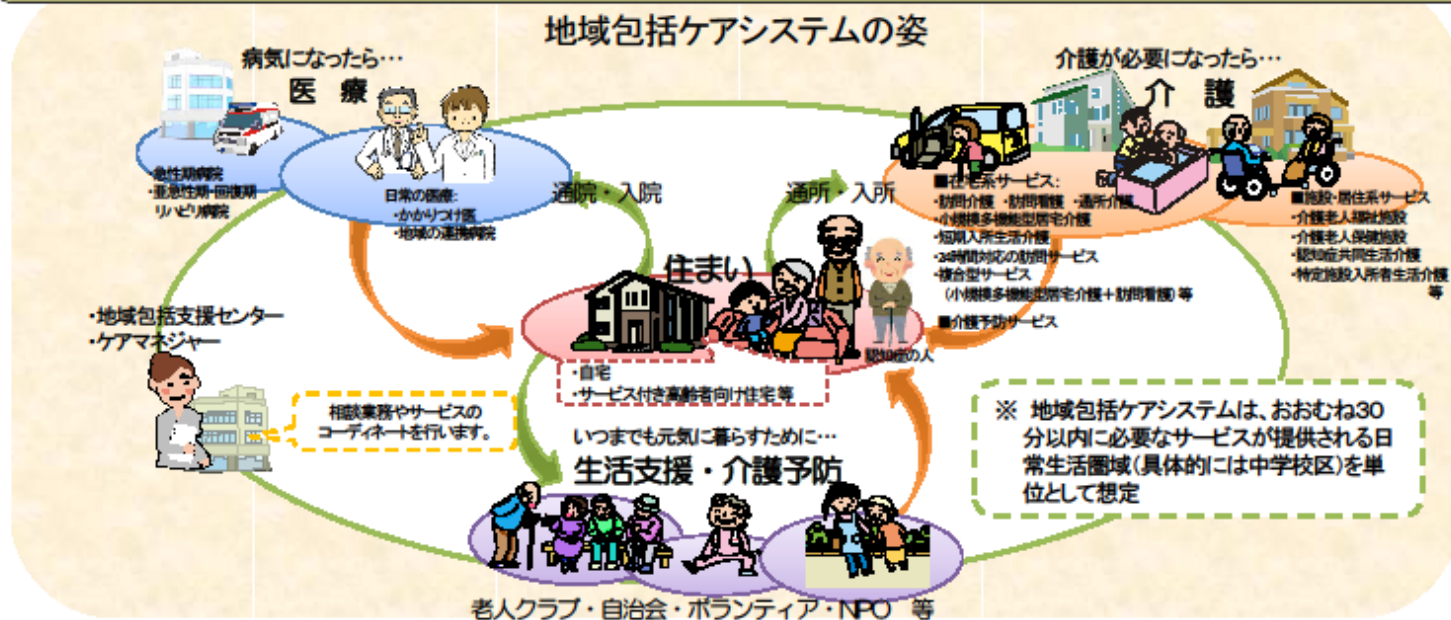 地域包括ケアシステムの姿
病気になったら…
医 療
・急性期病院
・亜急性期・回復期
リハビリ病院
日常の医療:
・かかりつけ医
・地域の連携病院
通院・入院
通所・入所
介護が必要になったら…
介 護
■在宅系サービス:
・訪問介護 ・訪問看護 ・通所介護
・小規模多機能型居宅介護
・短期入所生活介護
・24時間対応の訪問サービス
・複合型サービス
(小規模多機能型居宅介護+訪問看護)等
■介護予防サービス
■施設・居住系サービス
・介護老人福祉施設
・介護老人保健施設
・認知症共同生活介護
・特定施設入所者生活介護
等
住まい
認知症の人
・自宅
・サービス付き高齢者向け住宅等
・地域包括支援センター
・ケアマネジャー
相談業務やサービスの
コーディネートを行います。
いつまでも元気に暮らすために…
生活支援・介護予防
※ 地域包括ケアシステムは、おおむね30
分以内に必要なサービスが提供される日
常生活圏域(具体的には中学校区)を単
位として想定
老人クラブ・自治会・ボランティア・NPO 等